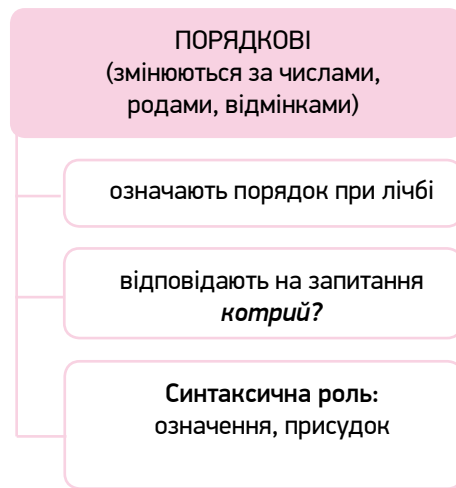 ПОРЯДКОВІ
(змінюються за числами,
родами, відмінками)
означають порядок при лічбі
відповідають на запитання
котрий?
Синтаксична роль:
означення, присудок